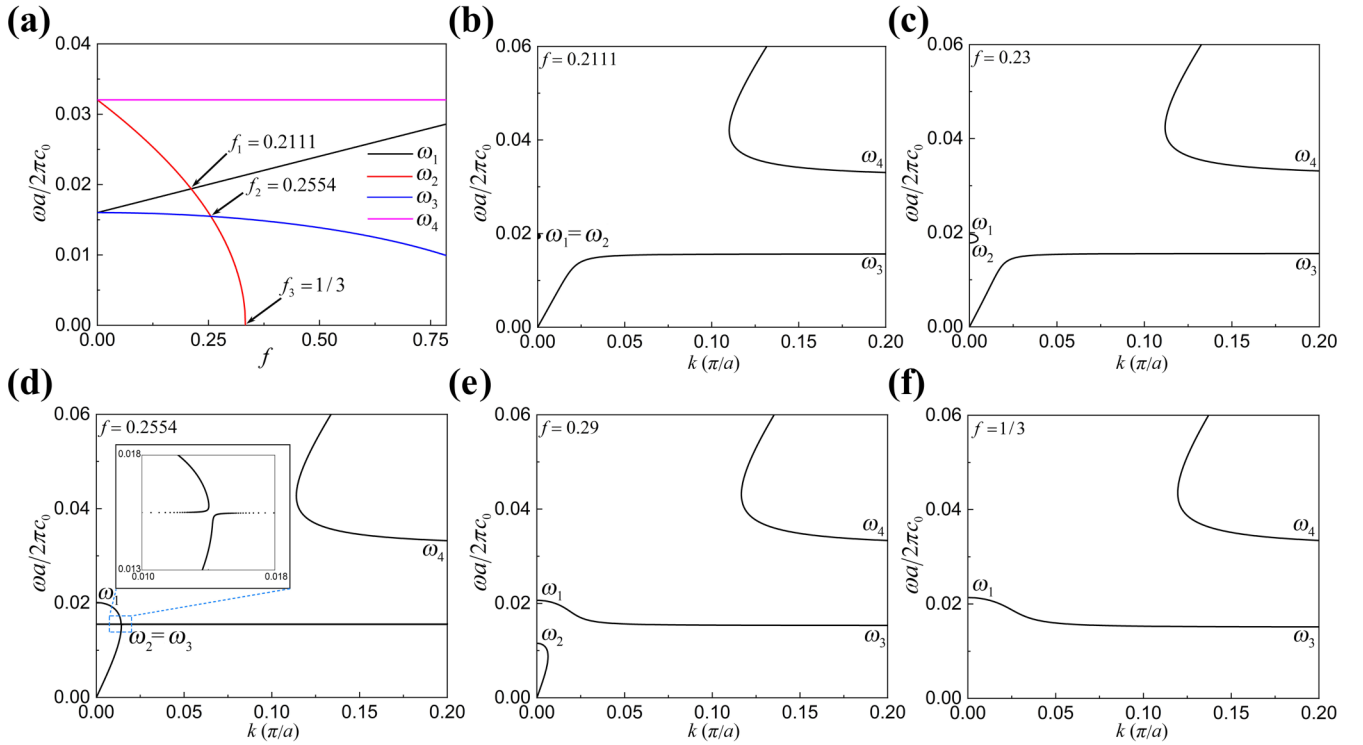 (a)
0.04
0.03
0.02
0.01
0.00
ωa/2πc₀
f₁ = 0.2111
f₂ = 0.2554
f₃ = 1/3
ω₁
ω₂
ω₃
ω₄
0.00 0.25 0.50 0.75
f
(b)
0.06
0.04
0.02
0.00
ωa/2πc₀
f = 0.2111
ω₄
ω₁ = ω₂
ω₃
0.00 0.05 0.10 0.15 0.20
k (π/a)
(c)
0.06
0.04
0.02
0.00
ωa/2πc₀
f = 0.23
ω₄
ω₁
ω₂
ω₃
0.00 0.05 0.10 0.15 0.20
k (π/a)
(d)
0.06
0.04
0.02
0.00
ωa/2πc₀
f = 0.2554
0.018
0.013
0.010 0.018
ω₄
ω₁
ω₂ = ω₃
0.00 0.05 0.10 0.15 0.20
k (π/a)
(e)
0.06
0.04
0.02
0.00
ωa/2πc₀
f = 0.29
ω₄
ω₁
ω₂
ω₃
0.00 0.05 0.10 0.15 0.20
k (π/a)
(f)
0.06
0.04
0.02
0.00
ωa/2πc₀
f = 1/3
ω₄
ω₁
ω₃
0.00 0.05 0.10 0.15 0.20
k (π/a)